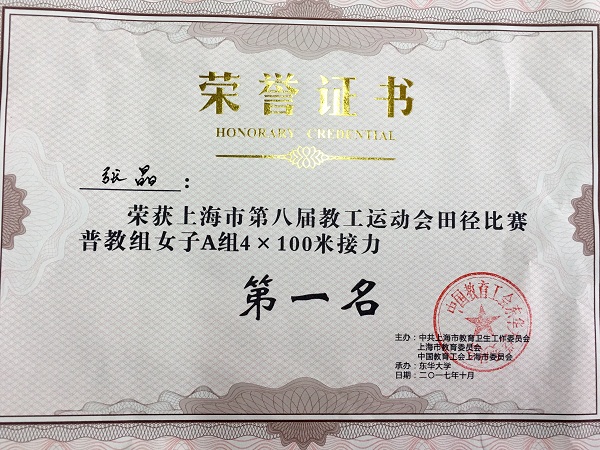 荣誉证书
HONORARY CREDENTIAL
张晶：
荣获上海市第八届教工运动会田径比赛
普教组女子A组4×100米接力
第一名
主办：中共上海市教育卫生工作委员会
上海市教育委员会
中国教育工会上海市委员会
承办：东华大学
日期：二〇一七年十月
中国教育工会东华